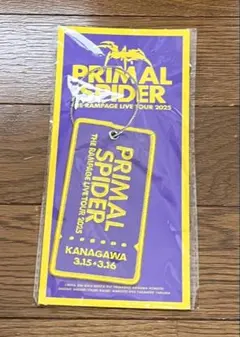 PRIMAL
SPIDER
THE RAMPAGE LIVE TOUR 2025
PRIMAL
SPIDER
THE RAMPAGE LIVE TOUR 2025
KANAGAWA
3.15•3.16